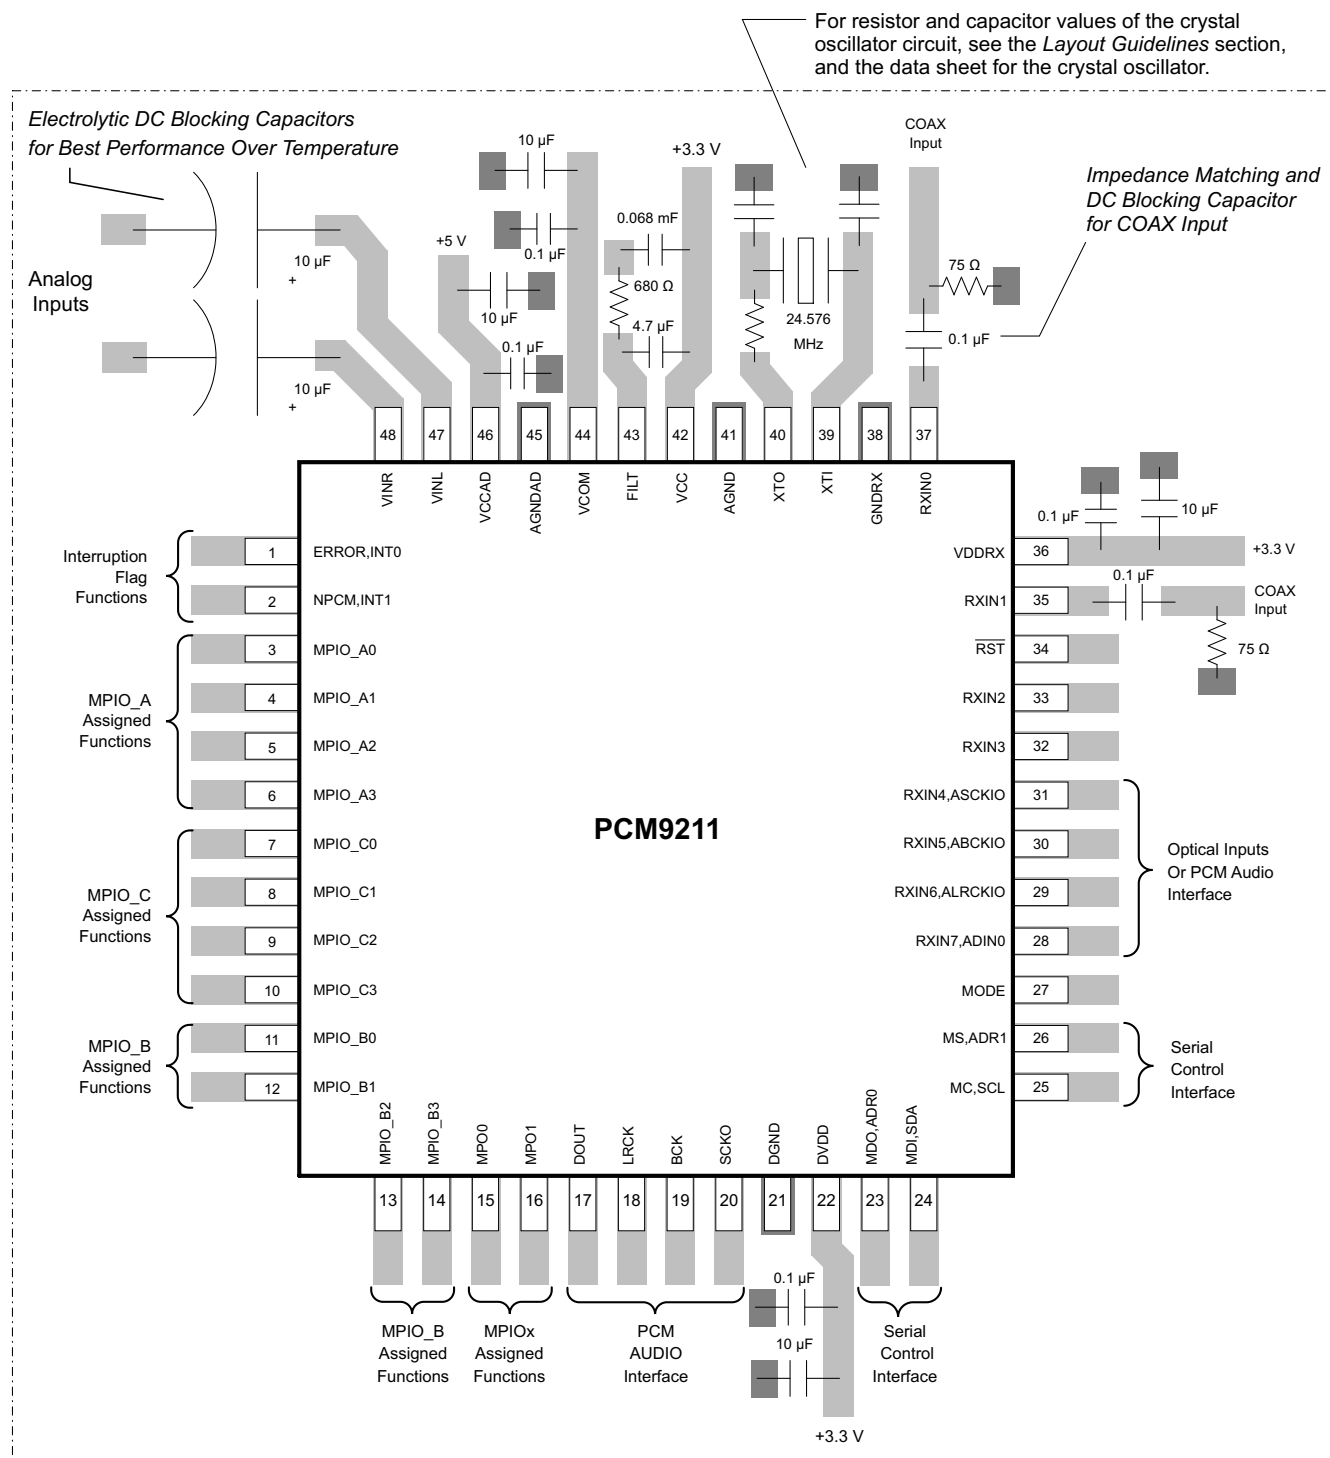 For resistor and capacitor values of the crystal
oscillator circuit, see the Layout Guidelines section,
and the data sheet for the crystal oscillator.
Electrolytic DC Blocking Capacitors
for Best Performance Over Temperature
10 µF
+3.3 V
COAX
Input
Impedance Matching and
DC Blocking Capacitor
for COAX Input
0.068 mF
+5 V
0.1 µF
10 µF
+
Analog
Inputs
10 µF
680 Ω
75 Ω
24.576
MHz
4.7 µF
0.1 µF
0.1 µF
10 µF
+
48
47
46
45
44
43
42
41
40
39
38
37
VINR
VINL
VCCAD
AGNDAD
VCOM
FILT
VCC
AGND
XTO
XTI
GNDRX
RXIN0
0.1 µF
10 µF
Interruption
Flag
Functions
1
ERROR,INT0
2
NPCM,INT1
MPIO_A
Assigned
Functions
3
MPIO_A0
4
MPIO_A1
5
MPIO_A2
6
MPIO_A3
MPIO_C
Assigned
Functions
7
MPIO_C0
8
MPIO_C1
9
MPIO_C2
10
MPIO_C3
MPIO_B
Assigned
Functions
11
MPIO_B0
12
MPIO_B1
PCM9211
VDDRX
36
+3.3 V
0.1 µF
RXIN1
35
COAX
Input
75 Ω
RST
34
RXIN2
33
RXIN3
32
RXIN4,ASCKIO
31
RXIN5,ABCKIO
30
RXIN6,ALRCKIO
29
RXIN7,ADIN0
28
Optical Inputs
Or PCM Audio
Interface
MODE
27
MS,ADR1
26
MC,SCL
25
Serial
Control
Interface
MPIO_B2
MPIO_B3
MPO0
MPO1
DOUT
LRCK
BCK
SCKO
DGND
DVDD
MDO,ADR0
MDI,SDA
13
14
15
16
17
18
19
20
21
22
23
24
0.1 µF
10 µF
MPIO_B
Assigned
Functions
MPIOx
Assigned
Functions
PCM
AUDIO
Interface
Serial
Control
Interface
+3.3 V